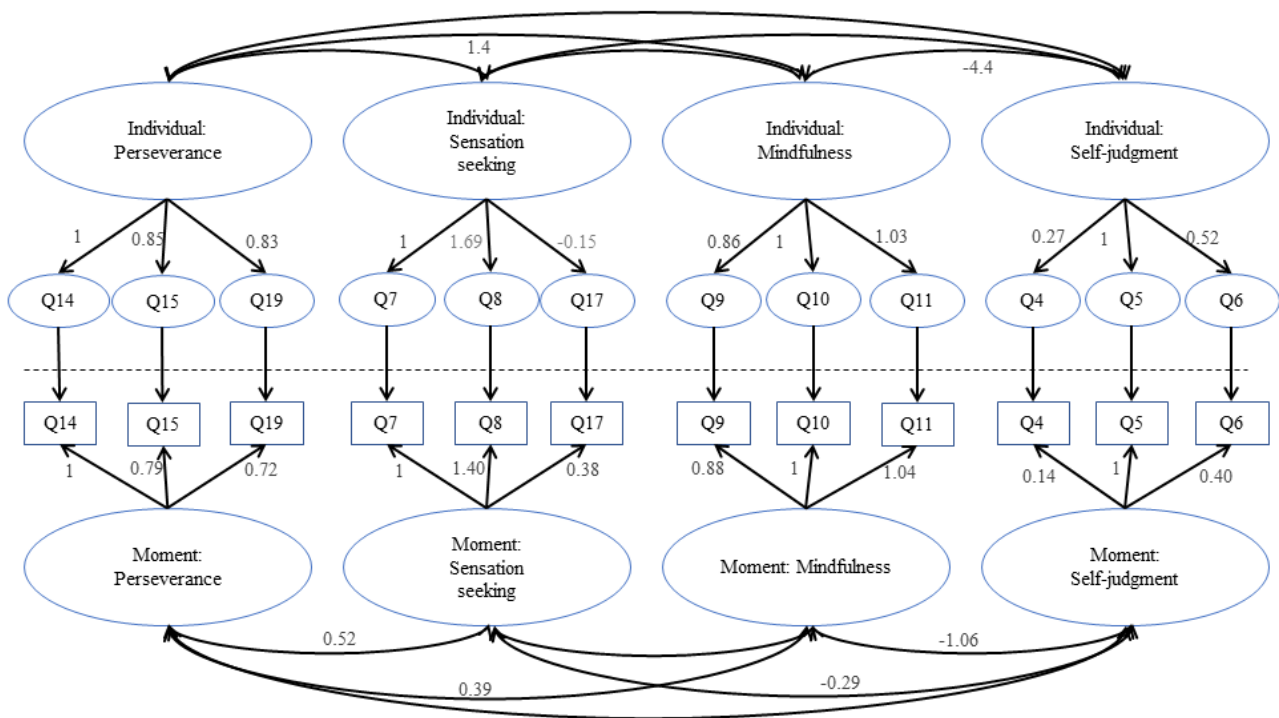 1.4
-4.4
Individual:
Perseverance
Individual:
Sensation
seeking
Individual:
Mindfulness
Individual:
Self-judgment
1
0.85
0.83
1
1.69
-0.15
0.86
1
1.03
0.27
1
0.52
Q14
Q15
Q19
Q7
Q8
Q17
Q9
Q10
Q11
Q4
Q5
Q6
Q14
Q15
Q19
Q7
Q8
Q17
Q9
Q10
Q11
Q4
Q5
Q6
1
0.79
0.72
1
1.40
0.38
0.88
1
1.04
0.14
1
0.40
Moment:
Perseverance
Moment:
Sensation
seeking
Moment: Mindfulness
Moment:
Self-judgment
0.52
-1.06
0.39
-0.29